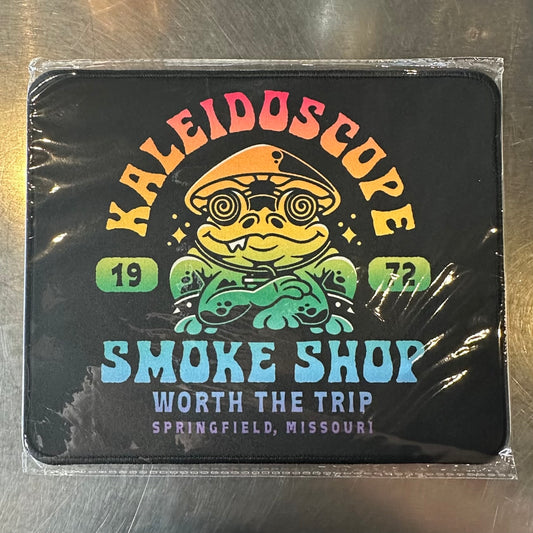 KALEIDOSCOPE
19 72
SMOKE SHOP
WORTH THE TRIP
SPRINGFIELD, MISSOURI